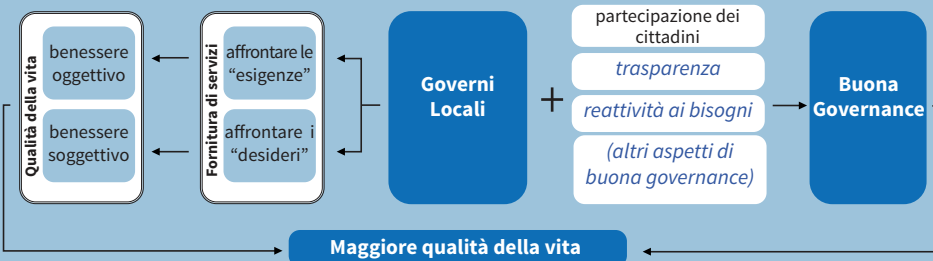 Qualità della vita
benessere
oggettivo
benessere
soggettivo
Fornitura di servizi
affrontare le
“esigenze”
affrontare i
“desideri”
Governi
Locali
+
partecipazione dei
cittadini
trasparenza
reattività ai bisogni
(altri aspetti di
buona governance)
Buona
Governance
Maggiore qualità della vita